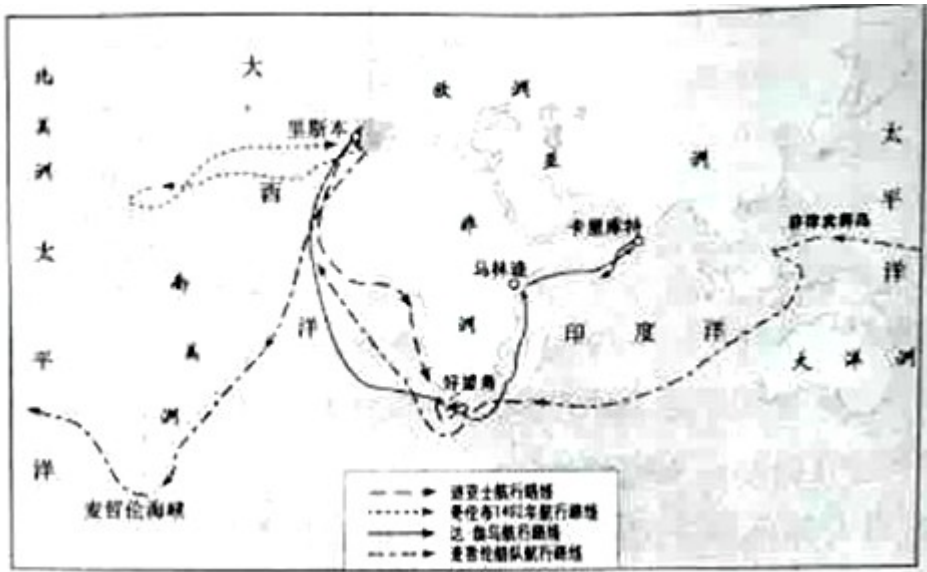 北美洲
大西洋
欧洲
亚洲
太平洋
里斯本
非洲
卡里库特
菲律宾群岛
马林迪
南美洲
太平洋
印度洋
大洋洲
好望角
麦哲伦海峡
迪亚士航行路线
哥伦布1492年航行路线
达·伽马航行路线
麦哲伦船队航行路线